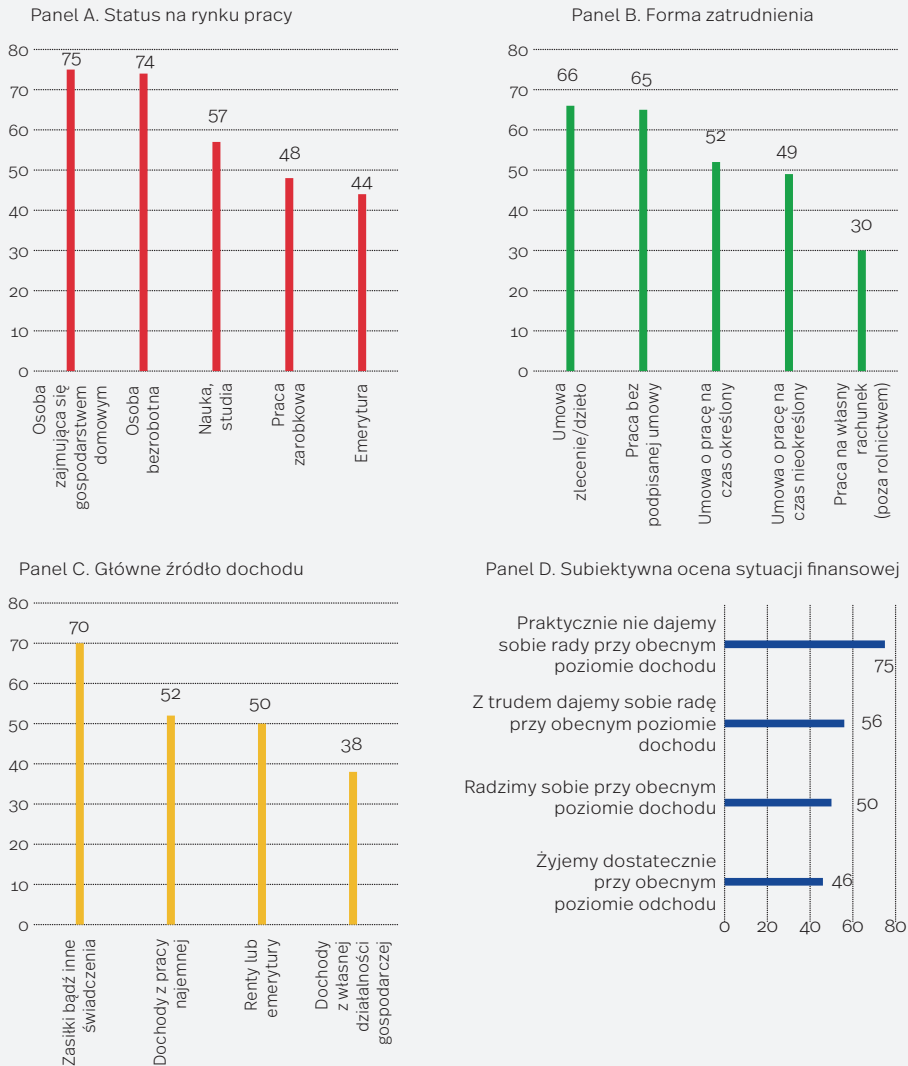 Panel A. Status na rynku pracy
80
70
60
50
40
30
20
10
0
75
74
57
48
44
Osoba
zajmująca się
gospodarstwem
domowym
Osoba
bezrobotna
Nauka,
studia
Praca
zarobkowa
Emerytura
Panel B. Forma zatrudnienia
80
70
60
50
40
30
20
10
0
66
65
52
49
30
Umowa
zlecenie/dzieło
Praca bez
podpisanej umowy
Umowa o pracę na
czas określony
Umowa o pracę na
czas nieokreślony
Praca na własny
rachunek
(poza rolnictwem)
Panel C. Główne źródło dochodu
80
70
60
50
40
30
20
10
0
70
52
50
38
Zasiłki bądź inne
świadczenia
Dochody z pracy
najemnej
Renty lub
emerytury
Dochody
z własnej
działalności
gospodarczej
Panel D. Subiektywna ocena sytuacji finansowej
Praktycznie nie dajemy
sobie rady przy obecnym
poziomie dochodu
75
Z trudem dajemy sobie radę
przy obecnym poziomie
dochodu
56
Radzimy sobie przy obecnym
poziomie dochodu
50
Żyjemy dostatecznie
przy obecnym
poziomie odchodu
46
0
20
40
60
80